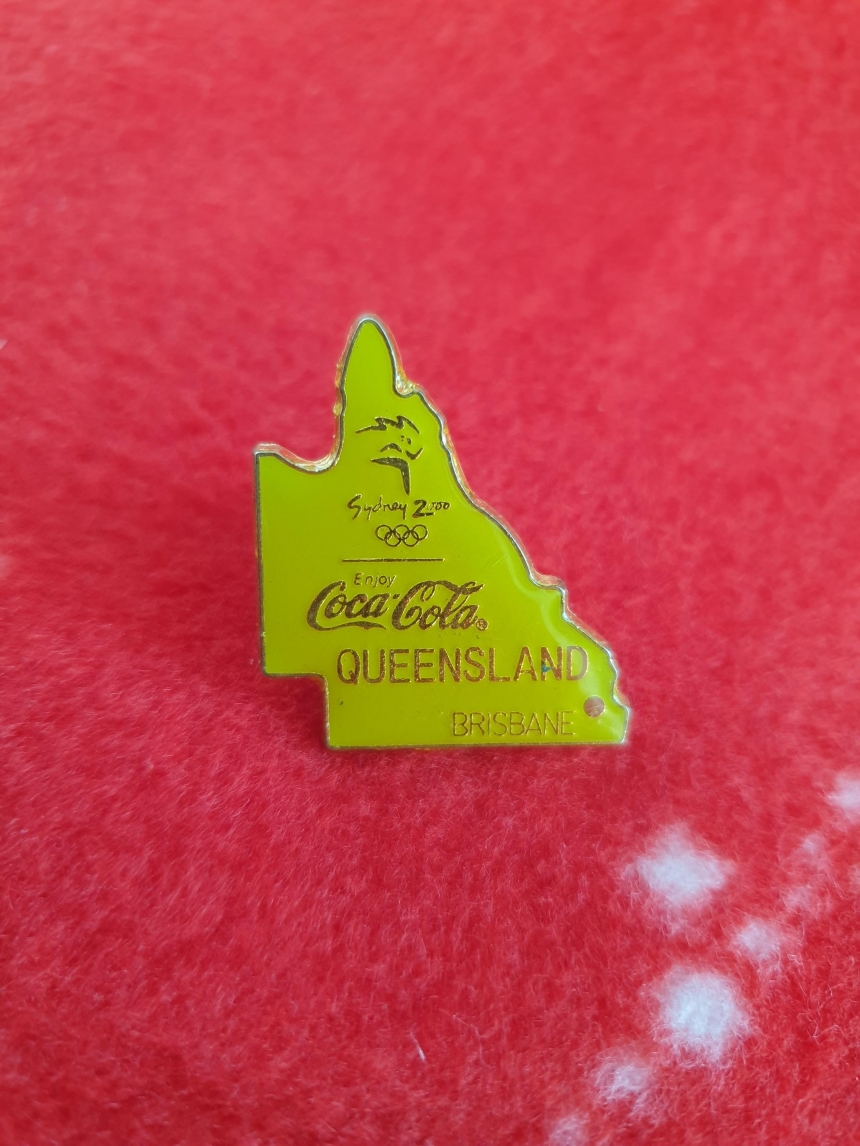 Sydney 2000
Enjoy
Coca-Cola®
QUEENSLAND
BRISBANE